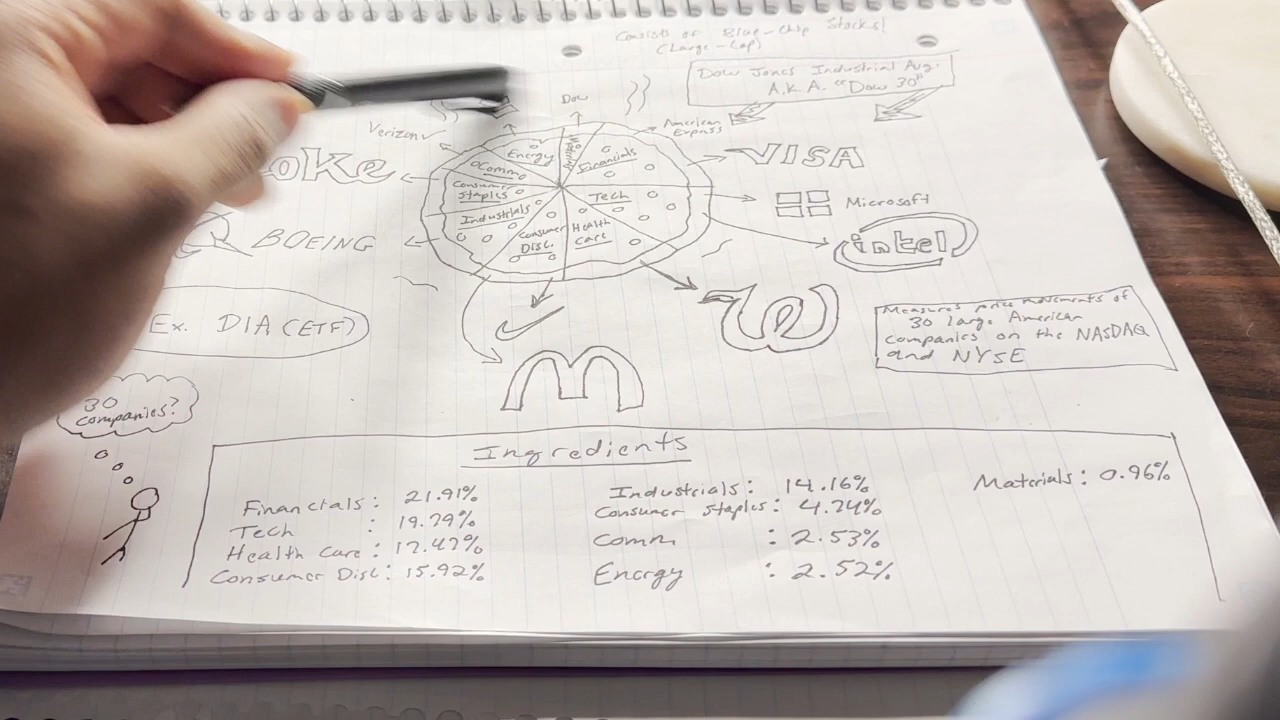 Consists of Blue-Chip Stocks!
(Large-Cap)
Dow Jones Industrial Avg.
A.K.A. "Dow 30"
Dow
American
Express
Verizon
VISA
oke
Energy
Financials
Comm
Consumer
Staples
Tech
Industrials
Consumer
Disc.
Health
Care
Microsoft
BOEING
intel
Ex. DIA (ETF)
Measures price movements of
30 large American
companies on the NASDAQ
and NYSE
30
companies?
Ingredients
Financials: 21.91%
Tech : 19.79%
Health Care:
Consumer Disc: 15.92%
Industrials: 14.16%
Consumer Staples: 4.74%
Comm : 2.53%
Energy : 2.52%
Materials: 0.96%